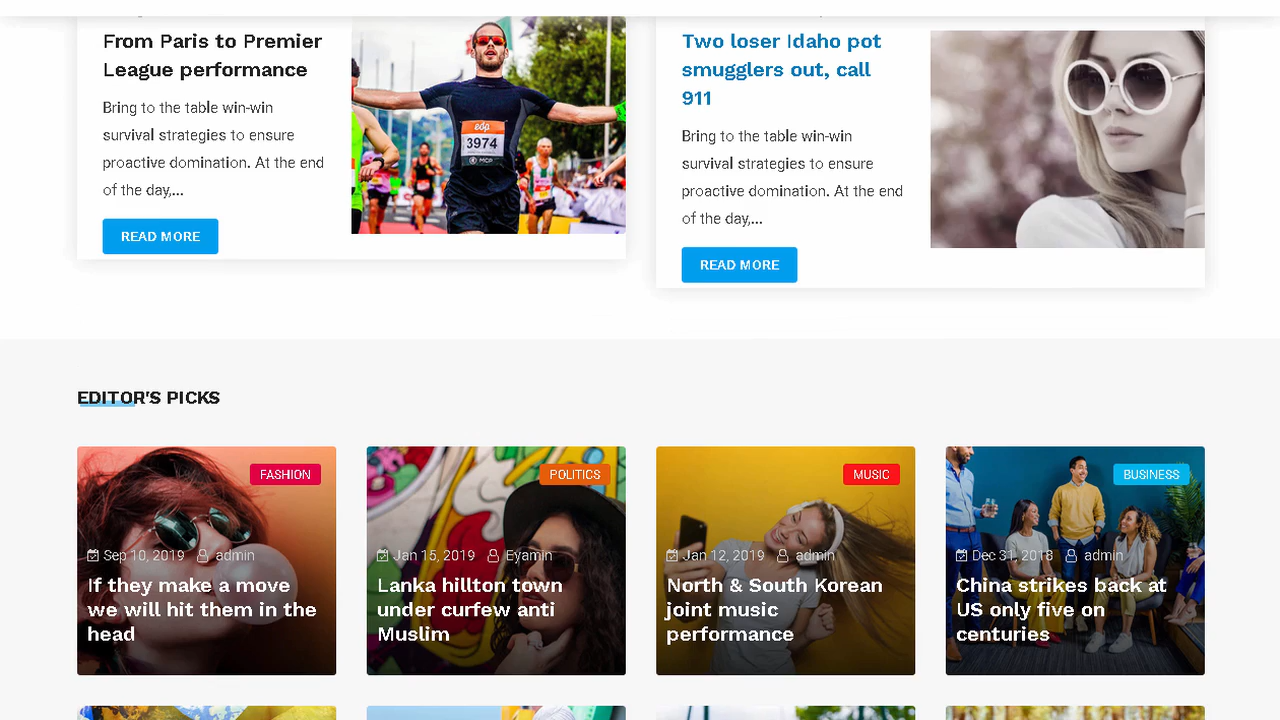 From Paris to Premier
League performance
Bring to the table win-win
survival strategies to ensure
proactive domination. At the end
of the day,...
READ MORE
edp
3974
MCP
Two loser Idaho pot
smugglers out, call
911
Bring to the table win-win
survival strategies to ensure
proactive domination. At the end
of the day,...
READ MORE
EDITOR'S PICKS
FASHION
Sep 10, 2019 admin
If they make a move
we will hit them in the
head
POLITICS
Jan 15, 2019 Eyamin
Lanka hillton town
under curfew anti
Muslim
MUSIC
Jan 12, 2019 admin
North & South Korean
joint music
performance
BUSINESS
Dec 31, 2018 admin
China strikes back at
US only five on
centuries